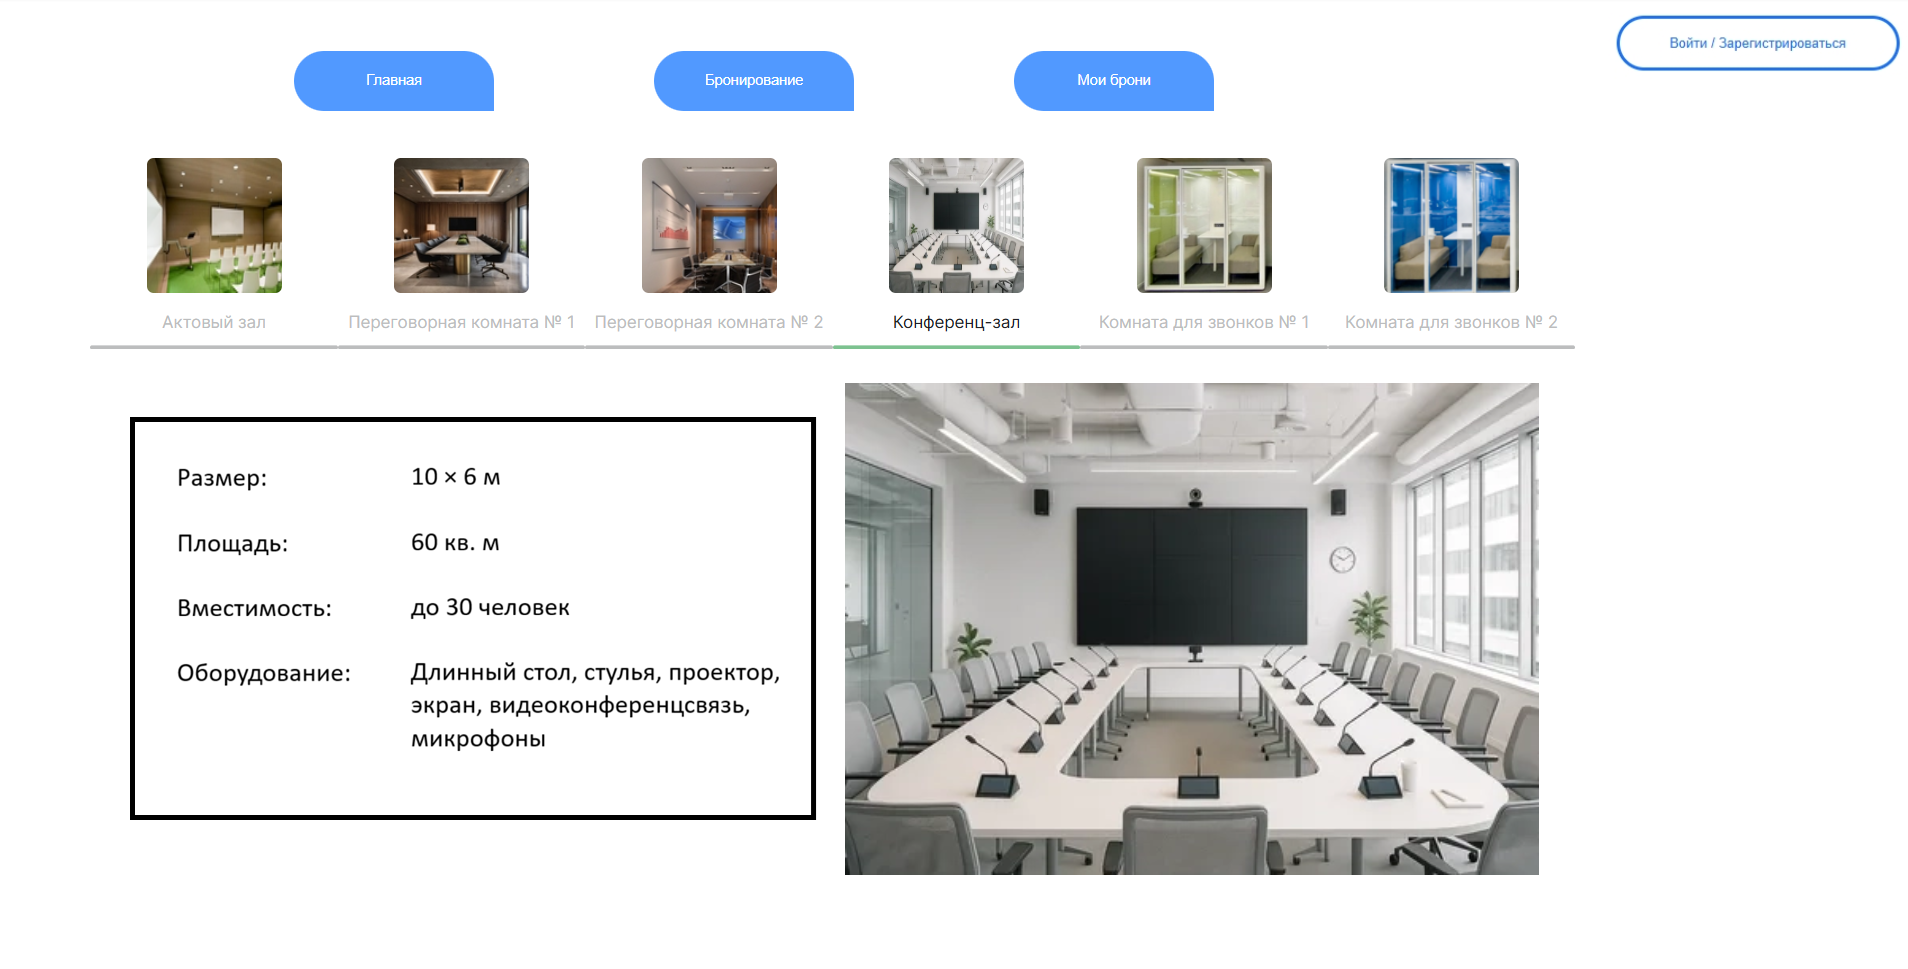 Войти / Зарегистрироваться
Главная
Бронирование
Мои брони
Актовый зал
Переговорная комната № 1
Переговорная комната № 2
Конференц-зал
Комната для звонков № 1
Комната для звонков № 2
Размер: 10 × 6 м
Площадь: 60 кв. м
Вместимость: до 30 человек
Оборудование: Длинный стол, стулья, проектор,
экран, видеоконференцсвязь,
микрофоны